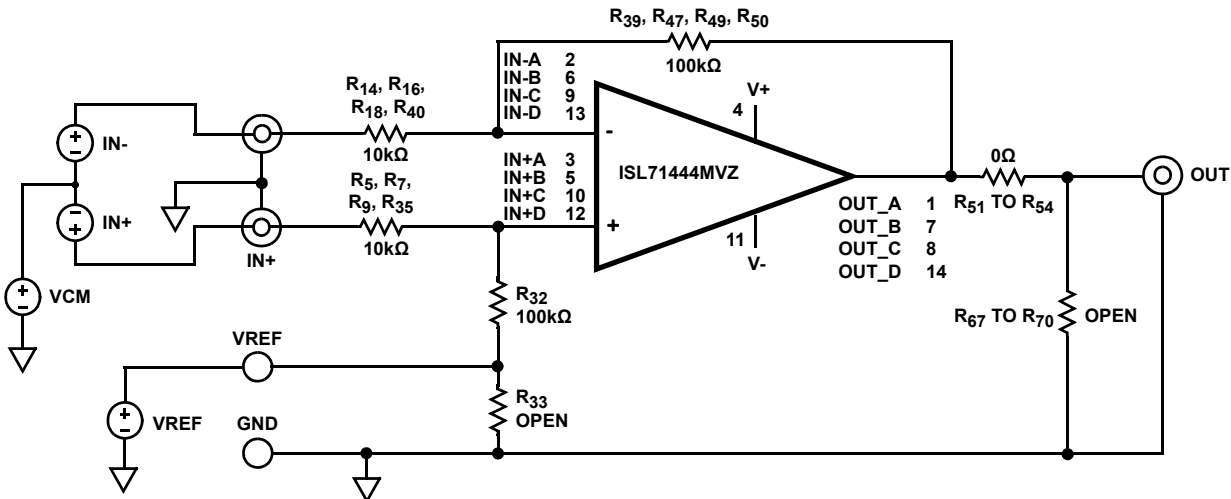 R39, R47, R49, R50
100kΩ
IN-A 2
IN-B 6
IN-C 9
IN-D 13
R14, R16,
R18, R40
10kΩ
V+
4
IN-
-
ISL71444MVZ
0Ω
OUT
R51 TO R54
IN+A 3
IN+B 5
IN+C 10
IN+D 12
R5, R7,
R9, R35
10kΩ
IN+
+
IN+
11
V-
OUT_A 1
OUT_B 7
OUT_C 8
OUT_D 14
VCM
R32
100kΩ
R67 TO R70
OPEN
VREF
R33
OPEN
VREF
GND